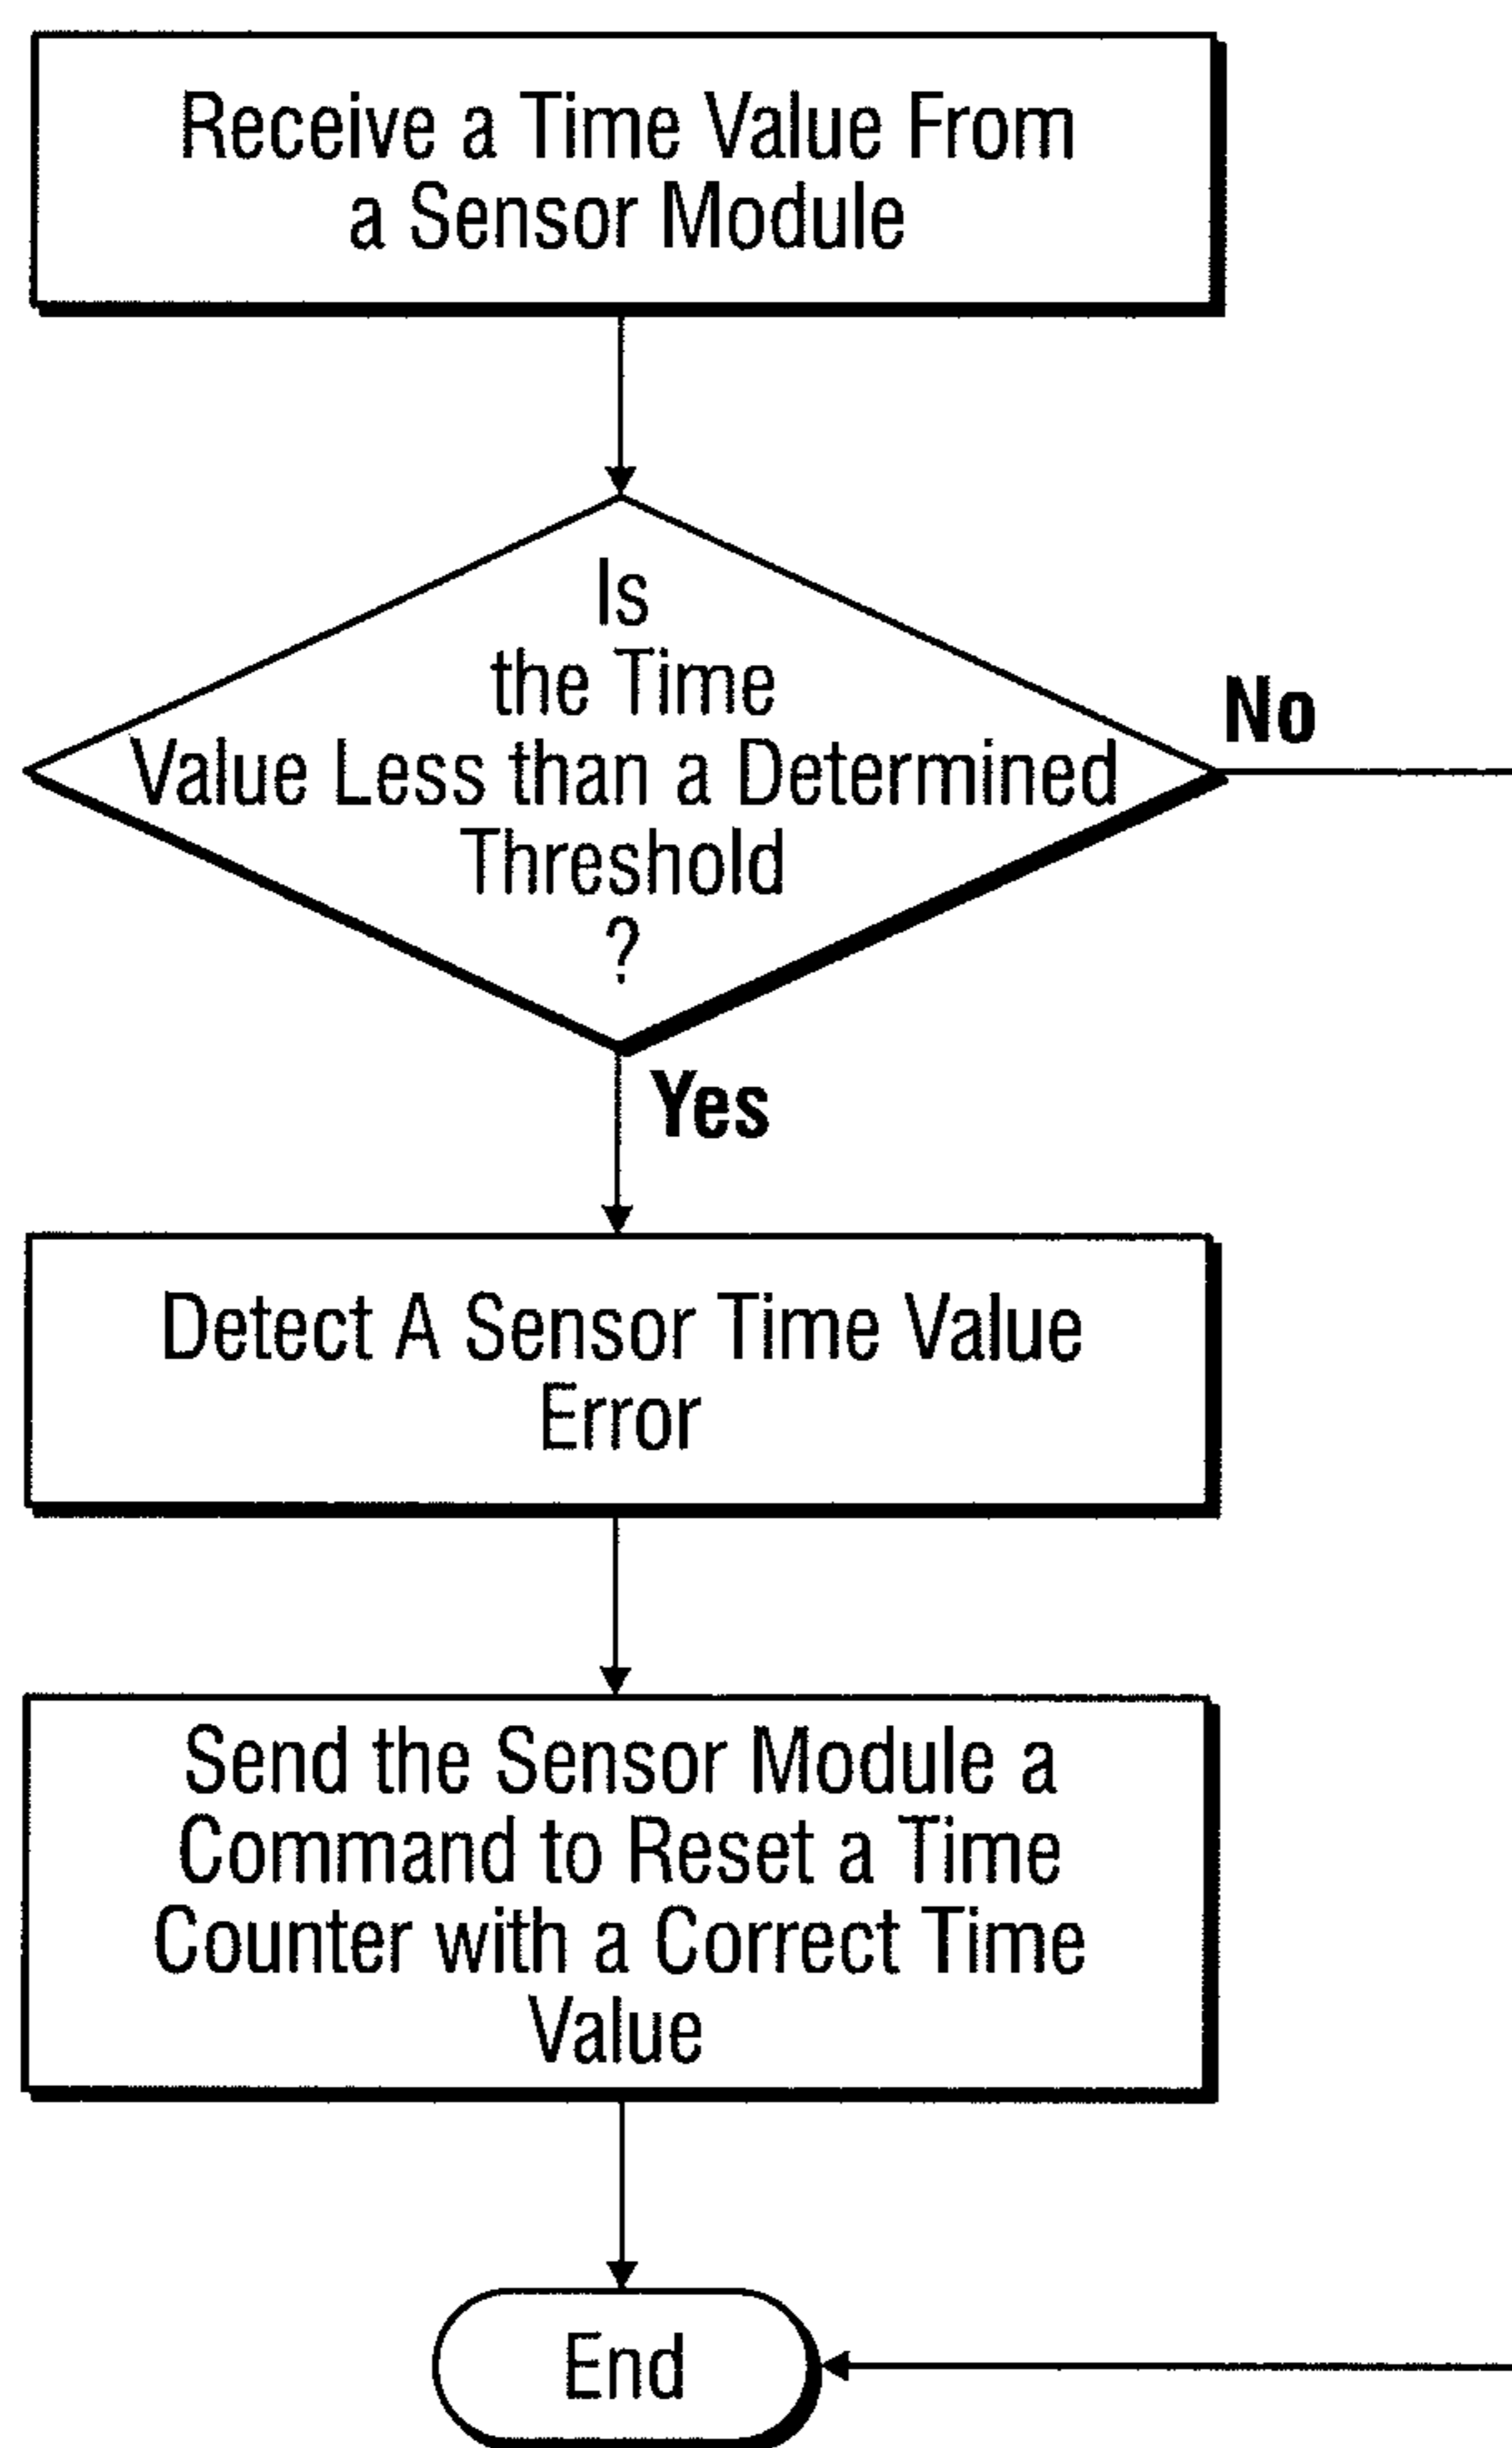 Receive a Time Value From
a Sensor Module
Is
the Time
Value Less than a Determined
Threshold
?
No
Yes
Detect A Sensor Time Value
Error
Send the Sensor Module a
Command to Reset a Time
Counter with a Correct Time
Value
End